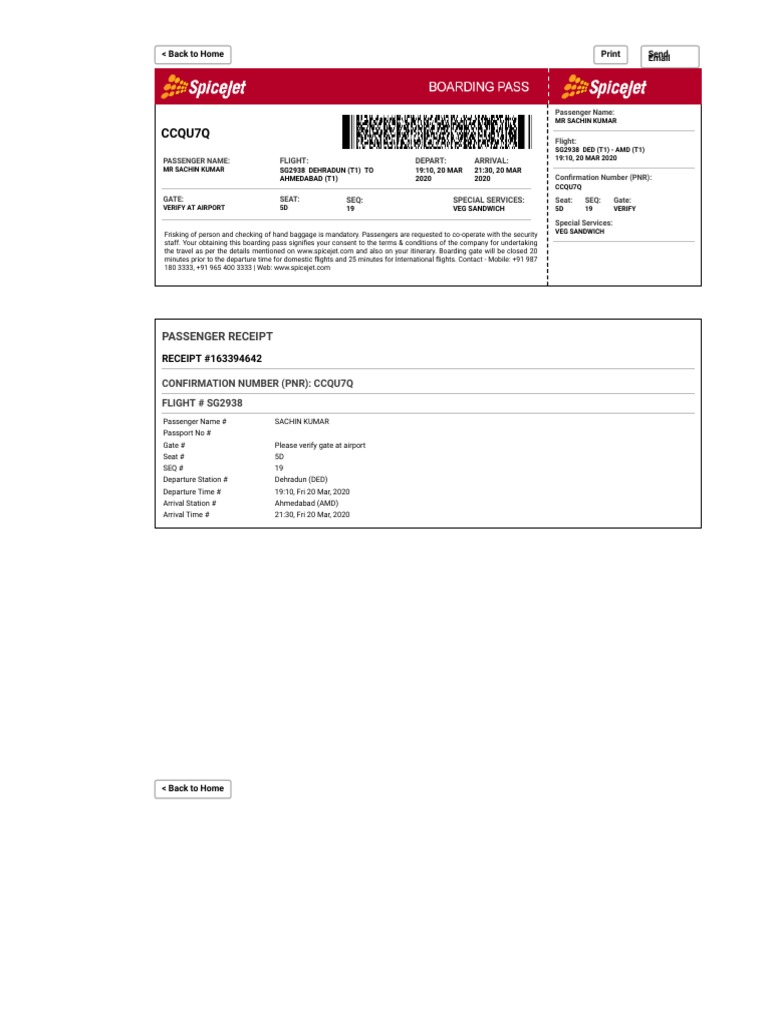 < Back to Home
Print
Send
Email
SpiceJet
BOARDING PASS
SpiceJet
CCQU7Q
PASSENGER NAME:
MR SACHIN KUMAR
FLIGHT:
SG2938 DEHRADUN (T1) TO
AHMEDABAD (T1)
DEPART:
19:10, 20 MAR
2020
ARRIVAL:
21:30, 20 MAR
2020
GATE:
VERIFY AT AIRPORT
SEAT:
5D
SEQ:
19
SPECIAL SERVICES:
VEG SANDWICH
Frisking of person and checking of hand baggage is mandatory. Passengers are requested to co-operate with the security
staff. Your obtaining this boarding pass signifies your consent to the terms & conditions of the company for undertaking
the travel as per the details mentioned on www.spicejet.com and also on your itinerary. Boarding gate will be closed 20
minutes prior to the departure time for domestic flights and 25 minutes for International flights. Contact - Mobile: +91 987
180 3333, +91 965 400 3333 | Web: www.spicejet.com
Passenger Name:
MR SACHIN KUMAR
Flight:
SG2938 DED (T1) - AMD (T1)
19:10, 20 MAR 2020
Confirmation Number (PNR):
CCQU7Q
Seat: SEQ: Gate:
5D 19 VERIFY
Special Services:
VEG SANDWICH
PASSENGER RECEIPT
RECEIPT #163394642
CONFIRMATION NUMBER (PNR): CCQU7Q
FLIGHT # SG2938
Passenger Name # SACHIN KUMAR
Passport No #
Gate # Please verify gate at airport
Seat # 5D
SEQ # 19
Departure Station # Dehradun (DED)
Departure Time # 19:10, Fri 20 Mar, 2020
Arrival Station # Ahmedabad (AMD)
Arrival Time # 21:30, Fri 20 Mar, 2020
< Back to Home